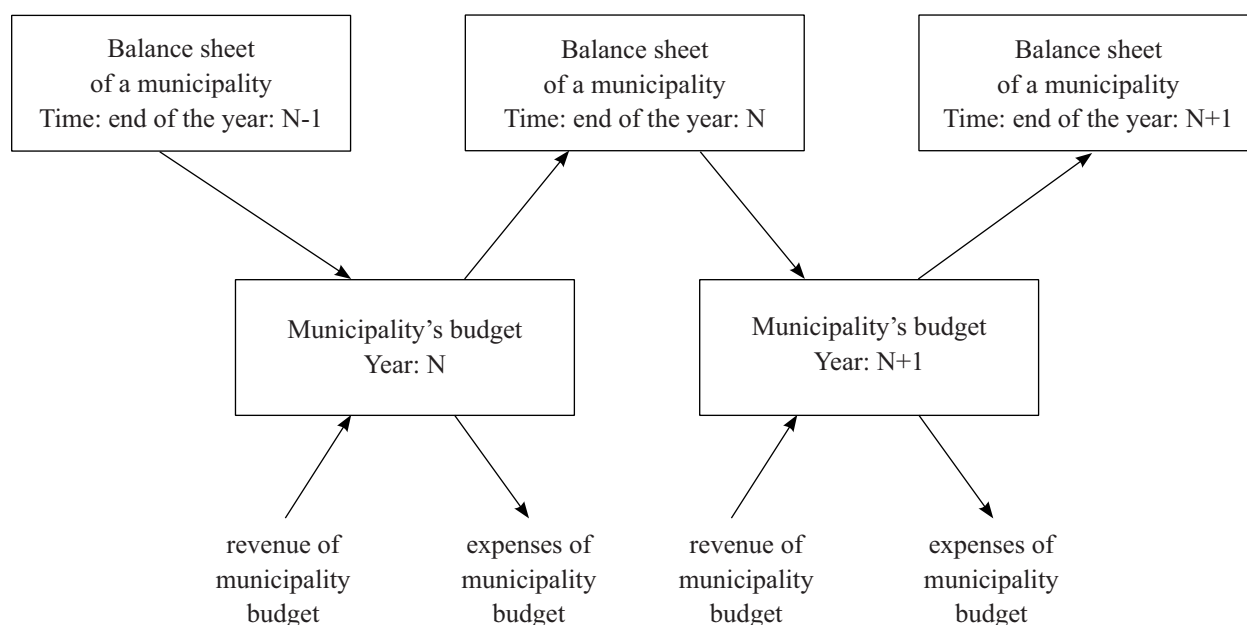 Balance sheet
of a municipality
Time: end of the year: N-1
Balance sheet
of a municipality
Time: end of the year: N
Balance sheet
of a municipality
Time: end of the year: N+1
Municipality’s budget
Year: N
Municipality’s budget
Year: N+1
revenue of
municipality
budget
expenses of
municipality
budget
revenue of
municipality
budget
expenses of
municipality
budget